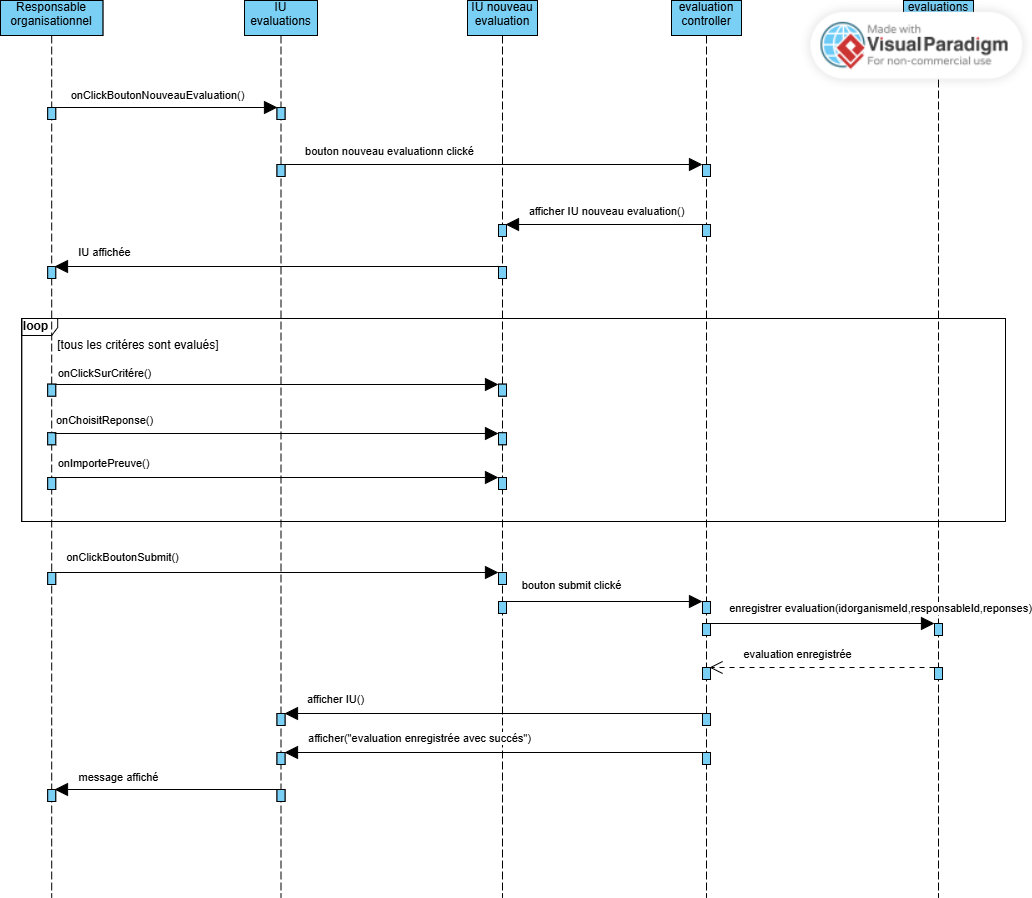 Responsable
organisationnel
IU
evaluations
IU nouveau
evaluation
evaluation
controller
evaluations
Made with
Visual Paradigm
For non-commercial use
onClickBoutonNouveauEvaluation()
bouton nouveau evaluationn clické
afficher IU nouveau evaluation()
IU affichée
loop
[tous les critéres sont evalués]
onClickSurCritére()
onChoisitReponse()
onImportePreuve()
onClickBoutonSubmit()
bouton submit clické
enregistrer evaluation(idorganismeId,responsableId,reponses)
evaluation enregistrée
afficher IU()
afficher("evaluation enregistrée avec succés")
message affiché